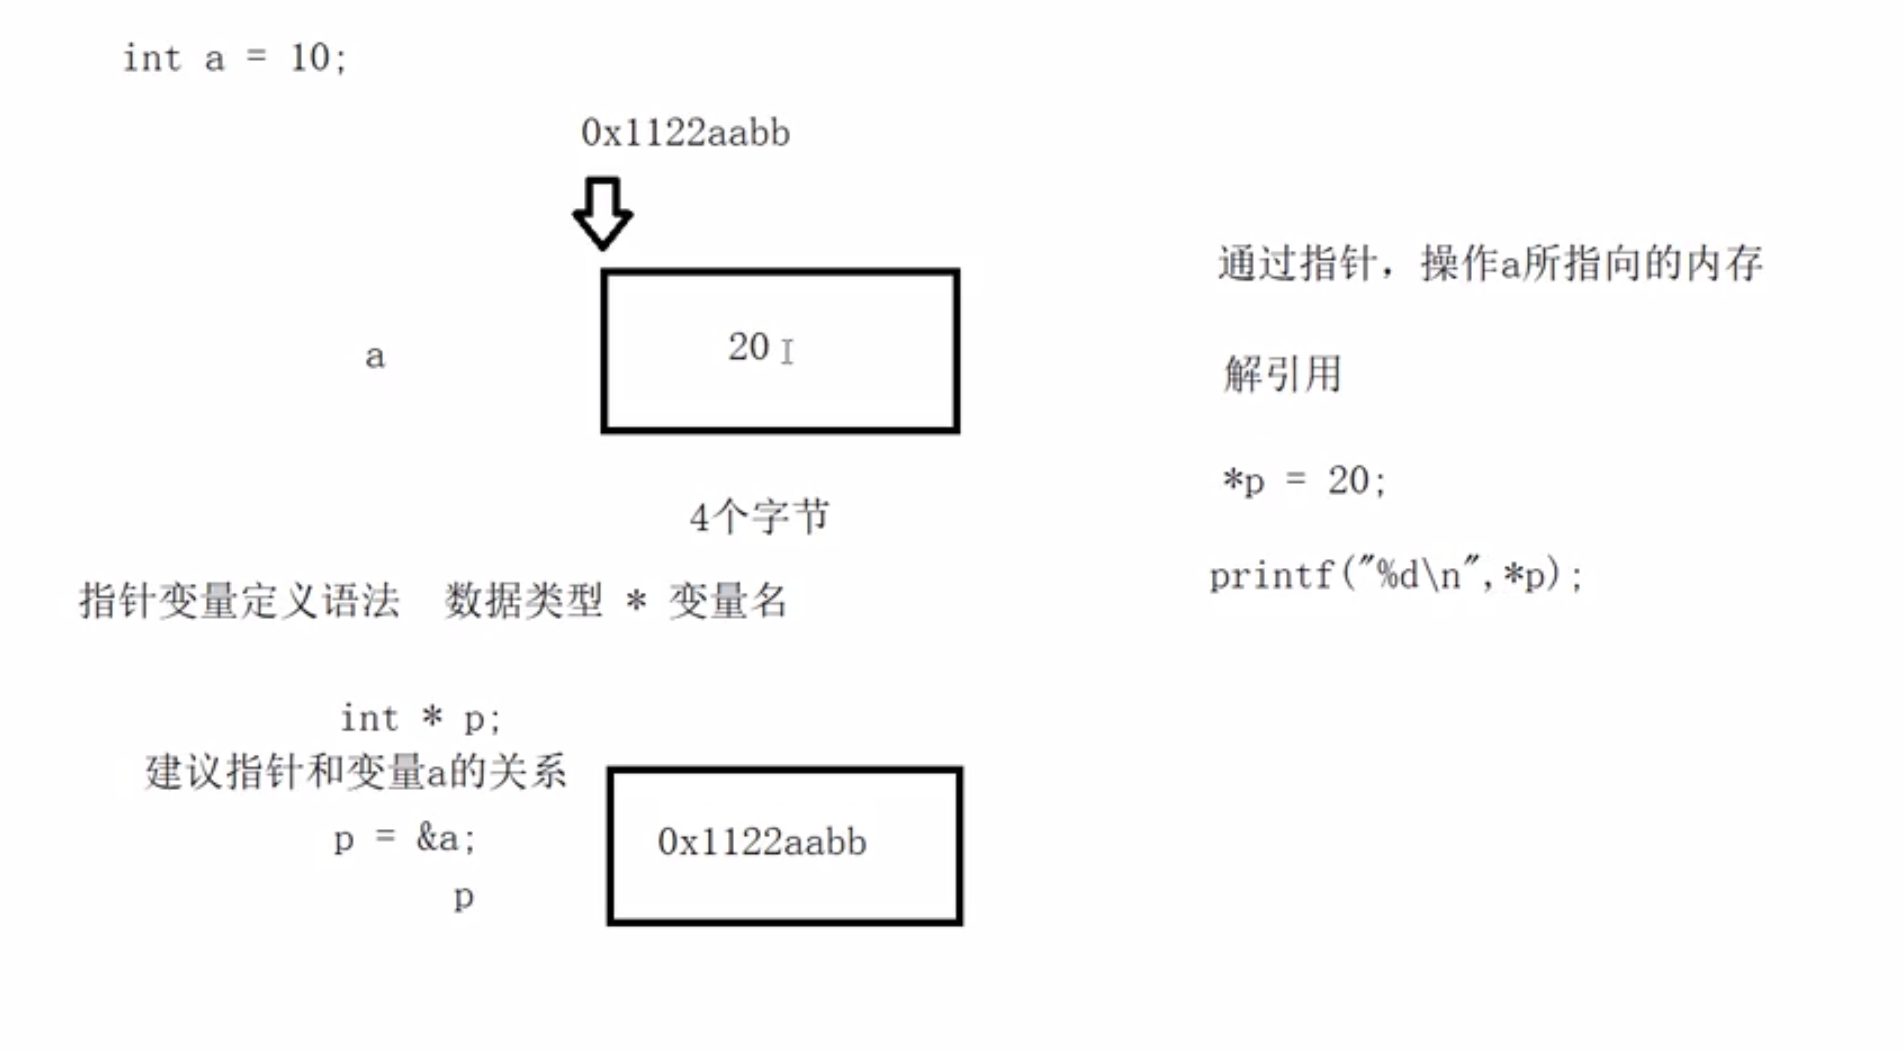 int a = 10;
0x1122aabb
a
20
4个字节
指针变量定义语法 数据类型 * 变量名
int * p;
建议指针和变量a的关系
p = &a;
p
0x1122aabb
通过指针，操作a所指向的内存
解引用
*p = 20;
printf("%d\n",*p);